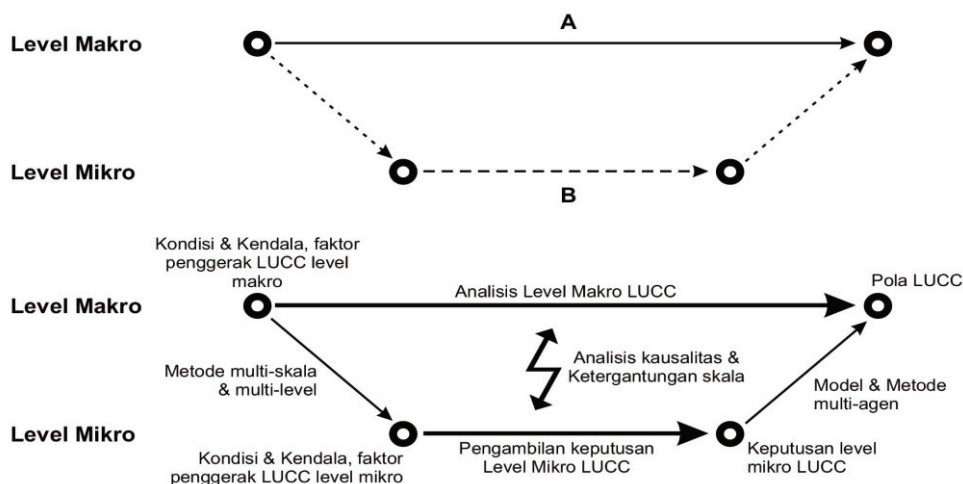 A
Level Makro
Level Mikro
B
Kondisi & Kendala, faktor
penggerak LUCC level
makro
Pola LUCC
Level Makro
Analisis Level Makro LUCC
Metode multi-skala
& multi-level
Analisis kausalitas &
Ketergantungan skala
Model & Metode
multi-agen
Level Mikro
Kondisi & Kendala, faktor
penggerak LUCC level mikro
Pengambilan keputusan
Level Mikro LUCC
Keputusan level
mikro LUCC